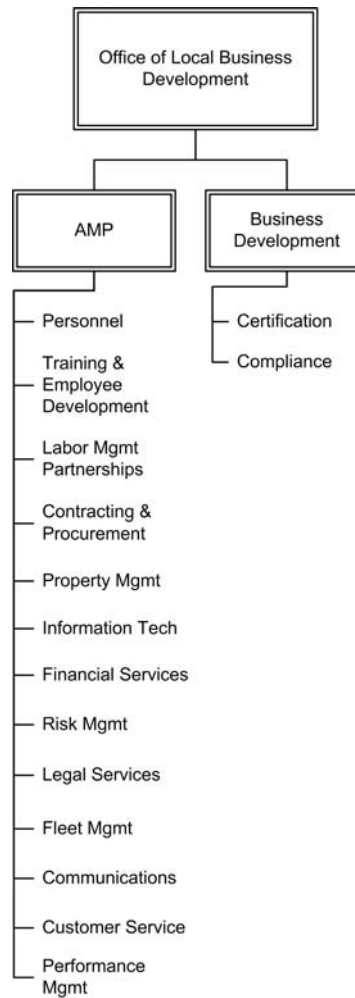 Office of Local Business
Development
AMP
Business
Development
Personnel
Training &
Employee
Development
Labor Mgmt
Partnerships
Contracting &
Procurement
Property Mgmt
Information Tech
Financial Services
Risk Mgmt
Legal Services
Fleet Mgmt
Communications
Customer Service
Performance
Mgmt
Certification
Compliance